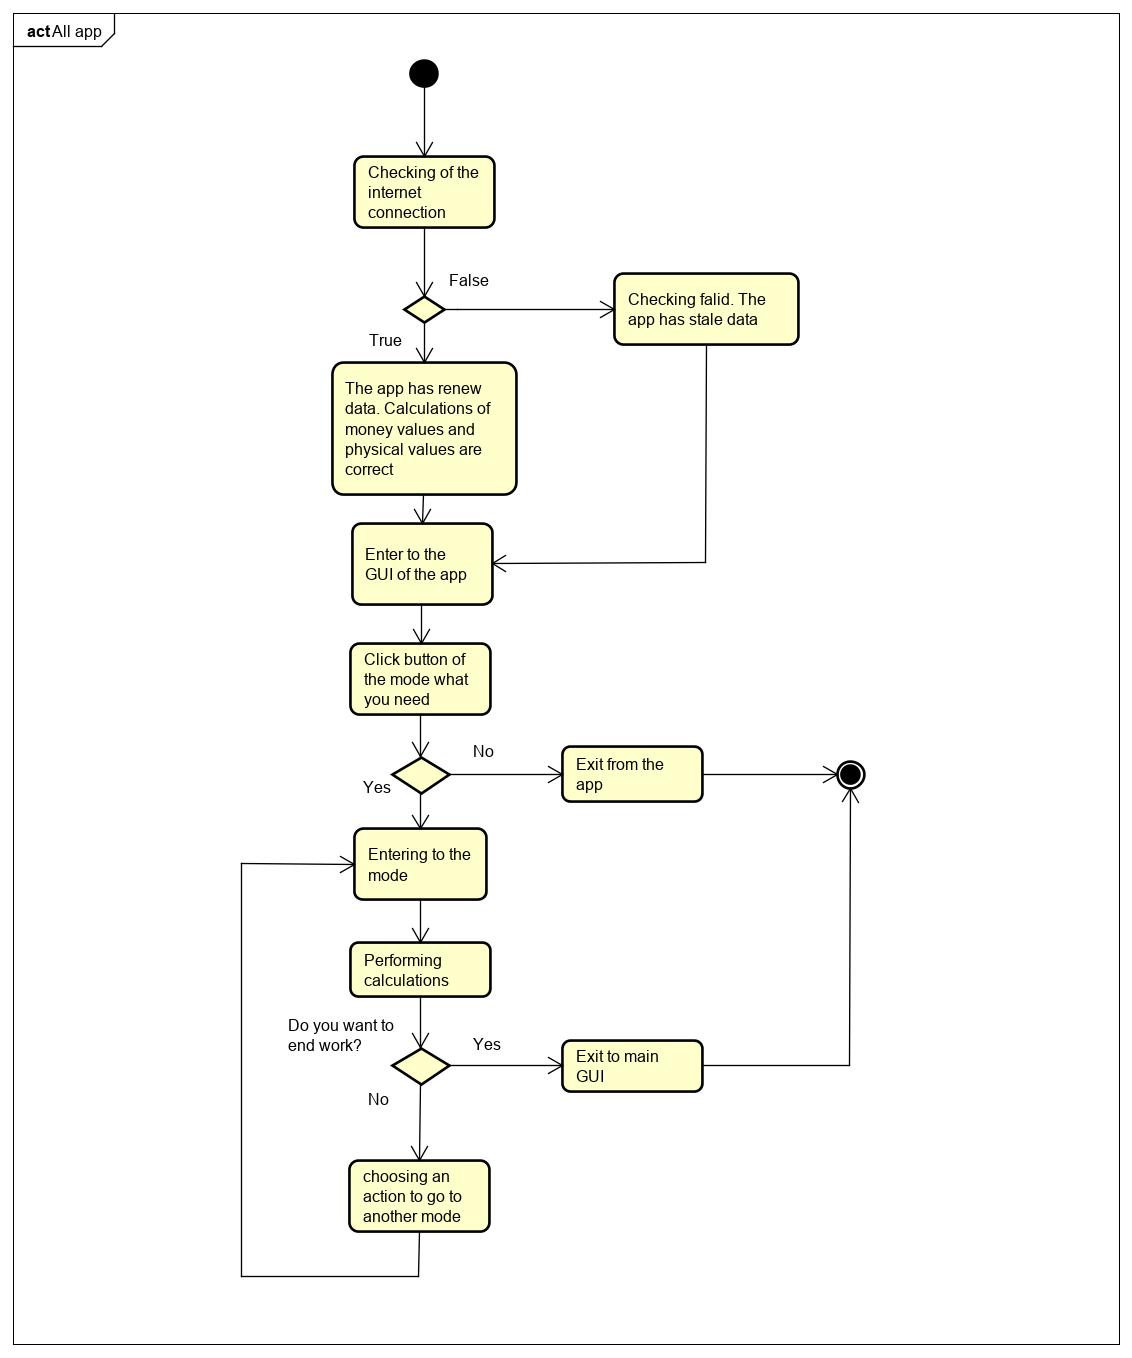 act All app
Checking of the
internet
connection
False
Checking falid. The
app has stale data
True
The app has renew
data. Calculations of
money values and
physical values are
correct
Enter to the
GUI of the app
Click button of
the mode what
you need
No
Exit from the
app
Yes
Entering to the
mode
Performing
calculations
Do you want to
end work?
Yes
Exit to main
GUI
No
choosing an
action to go to
another mode